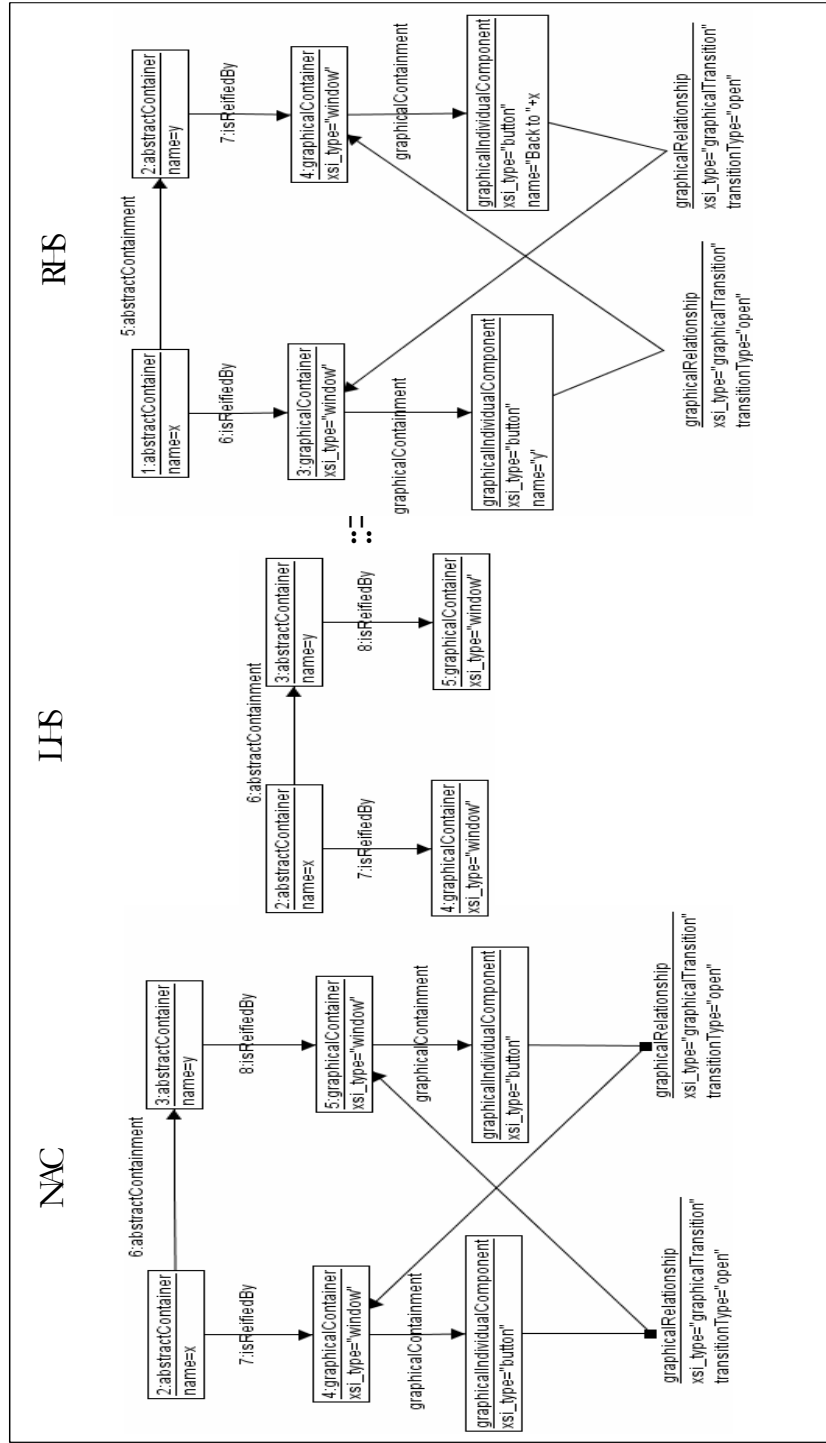 NAC
2:abstractContainer
name=x
6:abstractContainment
3:abstractContainer
name=y
7:isReifiedBy
8:isReifiedBy
4:graphicalContainer
xsi_type="window"
5:graphicalContainer
xsi_type="window"
graphicalContainment
graphicalContainment
graphicalIndividualComponent
xsi_type="button"
graphicalIndividualComponent
xsi_type="button"
graphicalRelationship
xsi_type="graphicalTransition"
transitionType="open"
graphicalRelationship
xsi_type="graphicalTransition"
transitionType="open"
LHS
2:abstractContainer
name=x
6:abstractContainment
3:abstractContainer
name=y
7:isReifiedBy
8:isReifiedBy
4:graphicalContainer
xsi_type="window"
5:graphicalContainer
xsi_type="window"
::=
RHS
1:abstractContainer
name=x
5:abstractContainment
2:abstractContainer
name=y
6:isReifiedBy
7:isReifiedBy
3:graphicalContainer
xsi_type="window"
4:graphicalContainer
xsi_type="window"
graphicalContainment
graphicalContainment
graphicalIndividualComponent
xsi_type="button"
name="y"
graphicalIndividualComponent
xsi_type="button"
name="Back to "+x
graphicalRelationship
xsi_type="graphicalTransition"
transitionType="open"
graphicalRelationship
xsi_type="graphicalTransition"
transitionType="open"